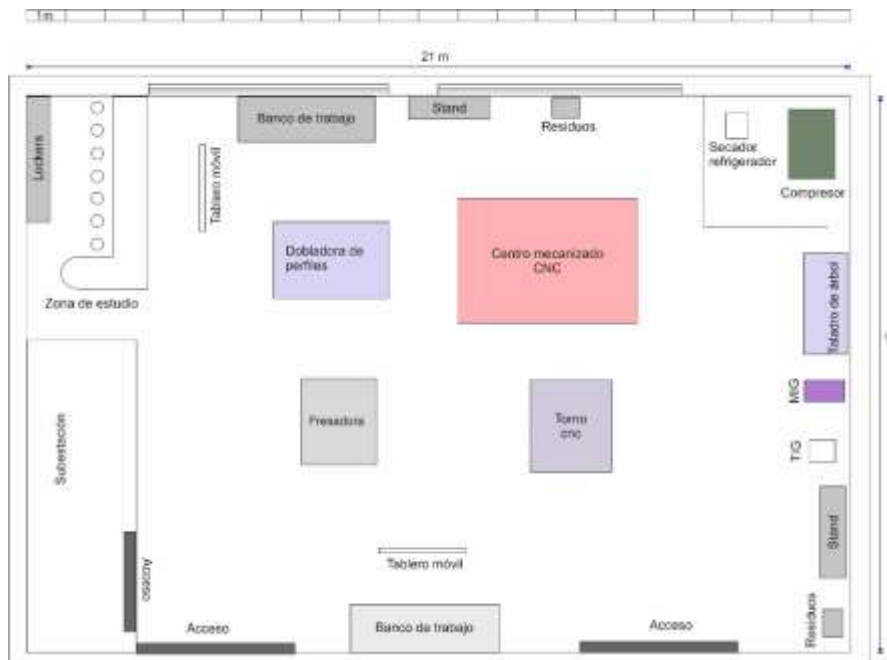 1m
21 m
Lockers
Banco de trabajo
Stand
Residuos
Tablero móvil
Secador
refrigerador
Compresor
Dobladora de
perfiles
Centro mecanizado
CNC
Zona de estudio
Taladro de árbol
MIG
Fresadora
Torno
cnc
TIG
Subestación
Stand
Acceso
Tablero móvil
Residuos
Acceso
Banco de trabajo
Acceso